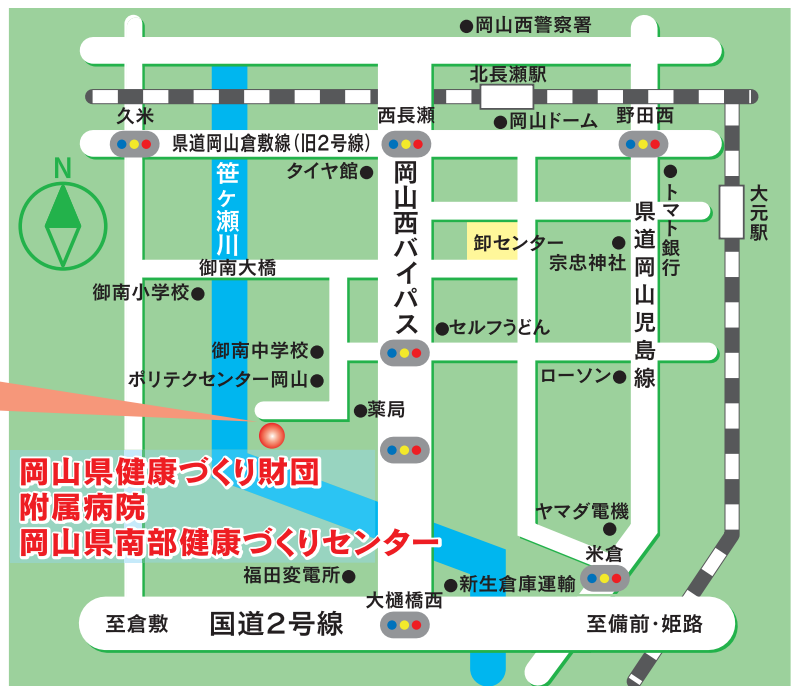 岡山西警察署
北長瀬駅
久米
西長瀬
岡山ドーム
野田西
県道岡山倉敷線(旧2号線)
タイヤ館
N
笹ヶ瀬川
岡山西バイパス
トマト銀行
大元駅
県道岡山児島線
卸センター
宗忠神社
御南大橋
御南小学校
セルフうどん
御南中学校
ポリテクセンター岡山
ローソン
薬局
岡山県健康づくり財団
附属病院
岡山県南部健康づくりセンター
ヤマダ電機
米倉
福田変電所
新生倉庫運輸
大樋橋西
至倉敷
国道2号線
至備前・姫路